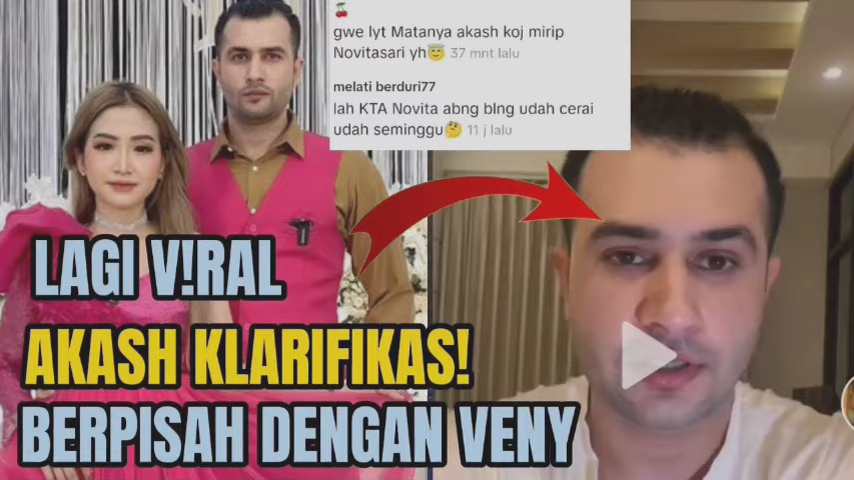 gwe lyt Matanya akash koj mirip
Novitasari yh😇 37 mnt lalu
melati berduri77
lah KTA Novita abng blng udah cerai
udah seminggu🤔 11 j lalu
LAGI V!RAL
AKASH KLARIFIKAS!
BERPISAH DENGAN VENY